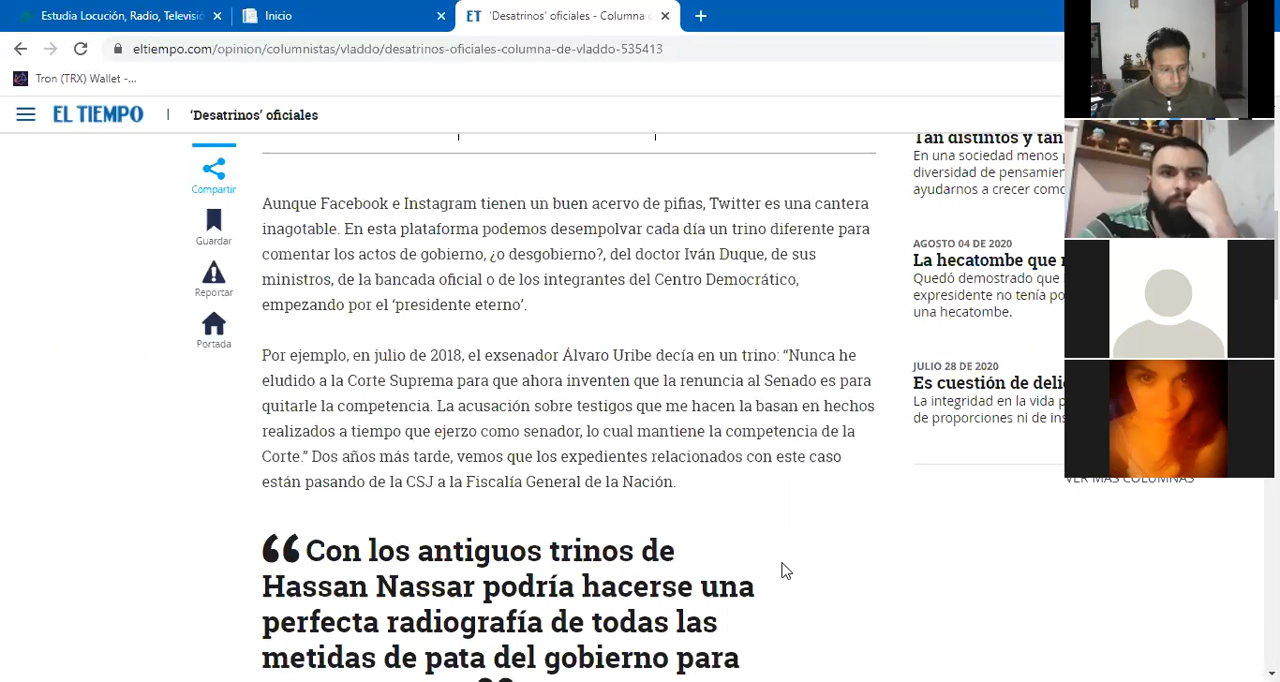 Estudia Locución, Radio, Televisi
Inicio
ET 'Desatrinos' oficiales - Columna
eltiempo.com/opinion/columnistas/vladdo/desatrinos-oficiales-columna-de-vladdo-535413
Tron (TRX) Wallet -...
EL TIEMPO
'Desatrinos' oficiales
Compartir
Guardar
Reportar
Portada
Aunque Facebook e Instagram tienen un buen acervo de pifias, Twitter es una cantera
inagotable. En esta plataforma podemos desempolvar cada día un trino diferente para
comentar los actos de gobierno, ¿o desgobierno?, del doctor Iván Duque, de sus
ministros, de la bancada oficial o de los integrantes del Centro Democrático,
empezando por el ‘presidente eterno’.
Por ejemplo, en julio de 2018, el exsenador Álvaro Uribe decía en un trino: “Nunca he
eludido a la Corte Suprema para que ahora inventen que la renuncia al Senado es para
quitarle la competencia. La acusación sobre testigos que me hacen la basan en hechos
realizados a tiempo que ejerzo como senador, lo cual mantiene la competencia de la
Corte.” Dos años más tarde, vemos que los expedientes relacionados con este caso
están pasando de la CSJ a la Fiscalía General de la Nación.
“Con los antiguos trinos de
Hassan Nassar podría hacerse una
perfecta radiografía de todas las
metidas de pata del gobierno para
Tan distintos y tan
En una sociedad menos
diversidad de pensamien
ayudarnos a crecer como
AGOSTO 04 DE 2020
La hecatombe que
Quedó demostrado que
expresidente no tenía po
una hecatombe.
JULIO 28 DE 2020
Es cuestión de deli
La integridad en la vida p
de proporciones ni de in
VER MÁS COLUMNAS